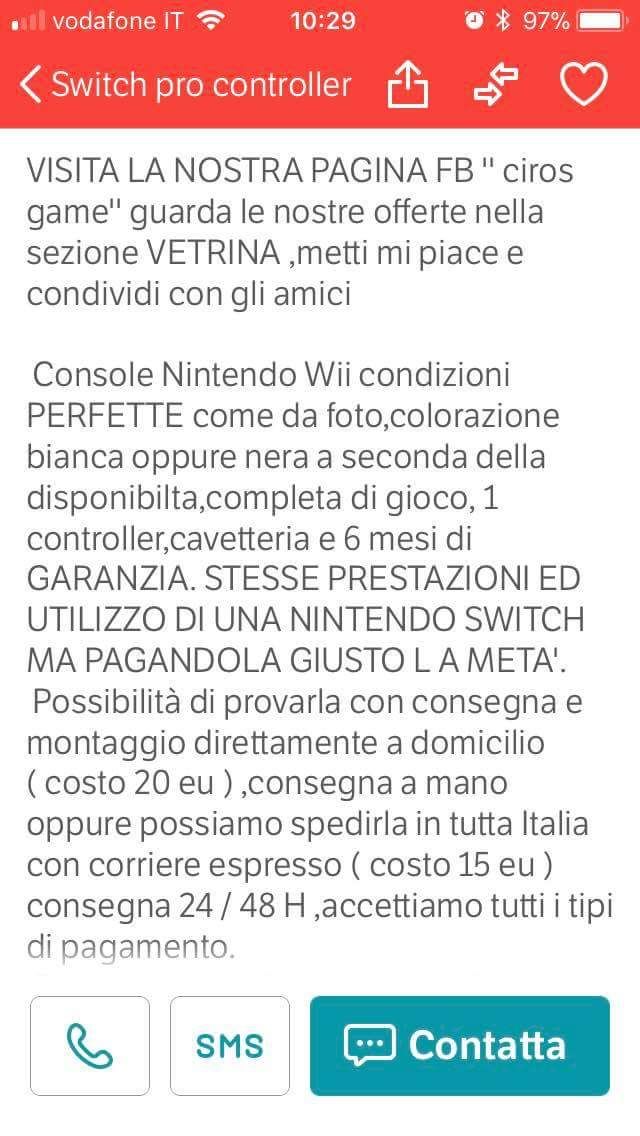 vodafone IT 10:29 97%
Switch pro controller
VISITA LA NOSTRA PAGINA FB " ciros
game" guarda le nostre offerte nella
sezione VETRINA ,metti mi piace e
condividi con gli amici
Console Nintendo Wii condizioni
PERFETTE come da foto,colorazione
bianca oppure nera a seconda della
disponibilta,completa di gioco, 1
controller,cavetteria e 6 mesi di
GARANZIA. STESSE PRESTAZIONI ED
UTILIZZO DI UNA NINTENDO SWITCH
MA PAGANDOLA GIUSTO L A META'.
Possibilità di provarla con consegna e
montaggio direttamente a domicilio
( costo 20 eu ) ,consegna a mano
oppure possiamo spedirla in tutta Italia
con corriere espresso ( costo 15 eu )
consegna 24 / 48 H ,accettiamo tutti i tipi
di pagamento.
SMS Contatta